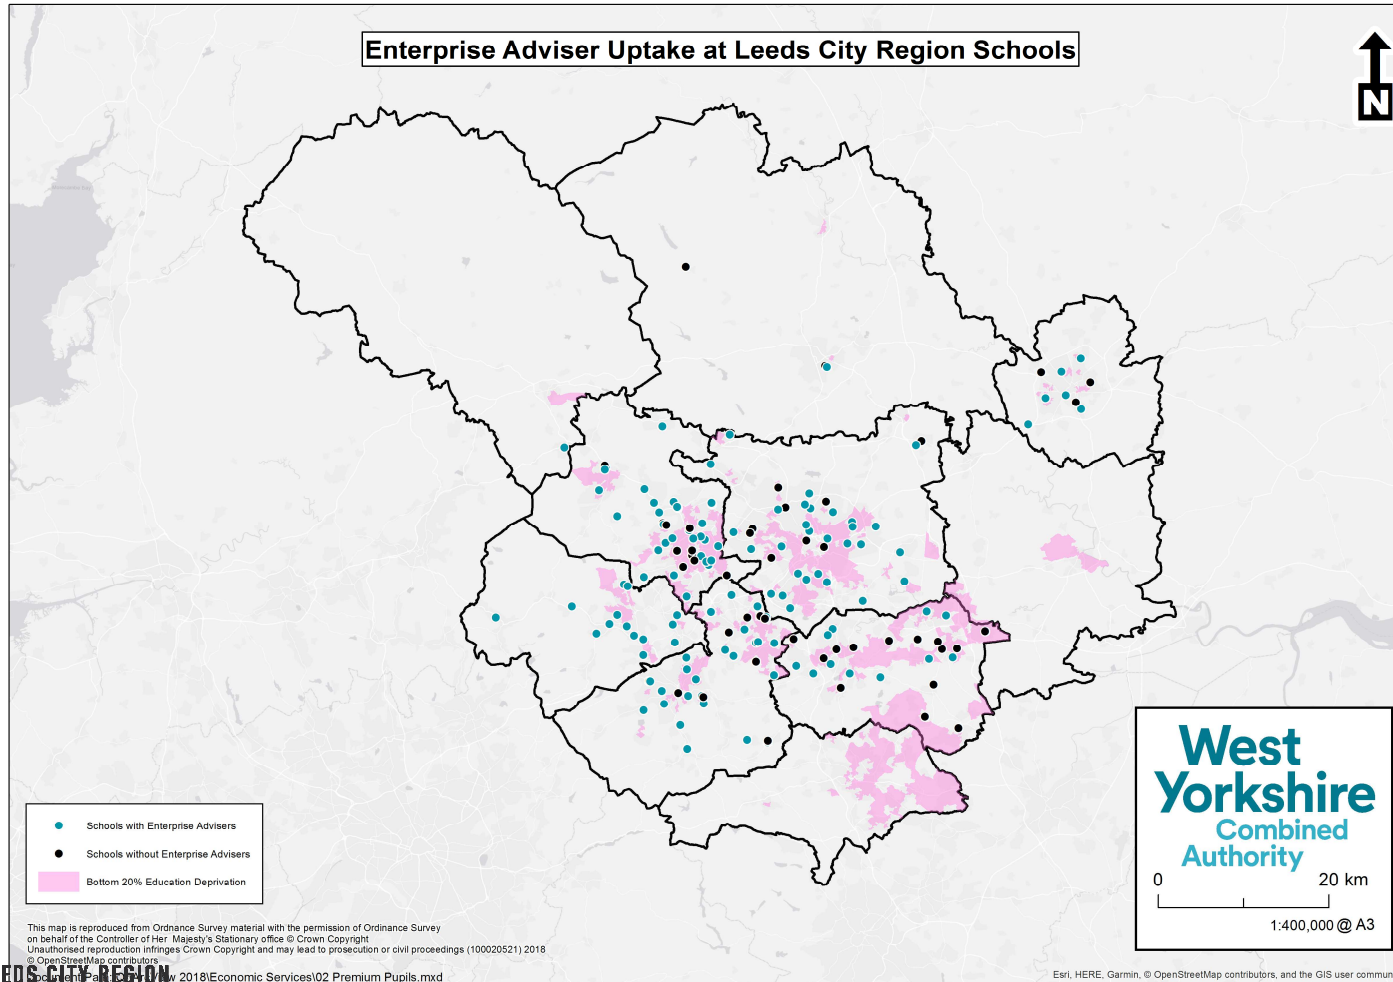 Enterprise Adviser Uptake at Leeds City Region Schools
N
West
Yorkshire
Combined
Authority
0 20 km
1:400,000 @ A3
Schools with Enterprise Advisers
Schools without Enterprise Advisers
Bottom 20% Education Deprivation
This map is reproduced from Ordnance Survey material with the permission of Ordinance Survey
on behalf of the Controller of Her Majesty's Stationary office © Crown Copyright
Unauthorised reproduction infringes Crown Copyright and may lead to prosecution or civil proceedings (100020521) 2018
© OpenStreetMap contributors
EDS CITY REGION
2018\Economic Services\02 Premium Pupils.mxd
Esri, HERE, Garmin, © OpenStreetMap contributors, and the GIS user commun